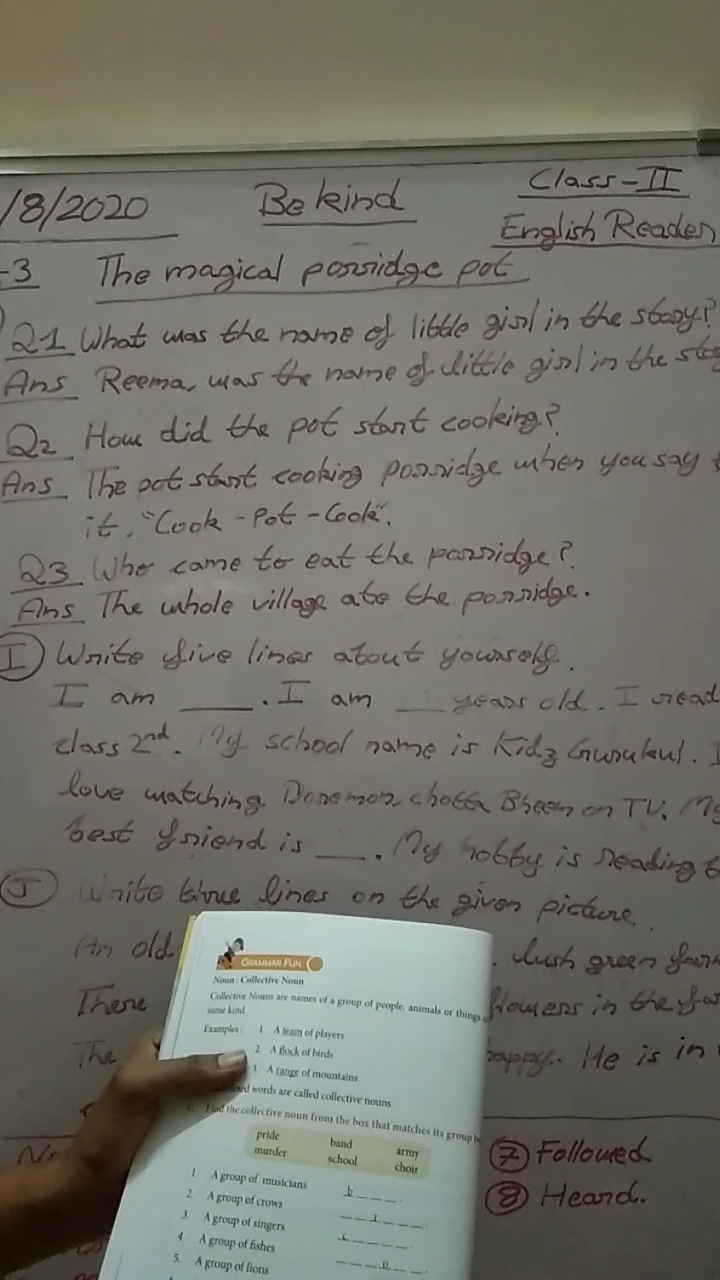 /8/2020 Be kind Class-II
English Reader
-3 The magical porridge pot
Q1 What was the name of little girl in the story?
Ans Reema, was the name of little girl in the
Q2 How did the pot start cooking?
Ans The pot start cooking porridge when you say
it, "Cook-Pot-Cook".
Q3 Who came to eat the porridge?
Ans The whole village ate the porridge.
I Write five lines about yourself.
I am ___. I am ___ years old. I read
class 2nd. My school name is Kidz Gurukul. I
love watching Doremon, chotta Bheem on TV. My
best friend is ___. My hobby is reading
J Write three lines on the given picture.
An old . lush green
There flowers in the
The happy. He is in
7 Followed
8 Heard.
GRAMMAR FUN
Noun : Collective Noun
Collective Nouns are names of a group of people, animals or things
same kind.
Examples : 1. A team of players
2. A flock of birds
3. A range of mountains
words are called collective nouns.
Find the collective noun from the box that matches its group
pride band army
murder school choir
1. A group of musicians b _ _ _.
2. A group of crows
3. A group of singers c _ _ _ _.
4. A group of fishes _ _ _ o _ _.
5. A group of lions